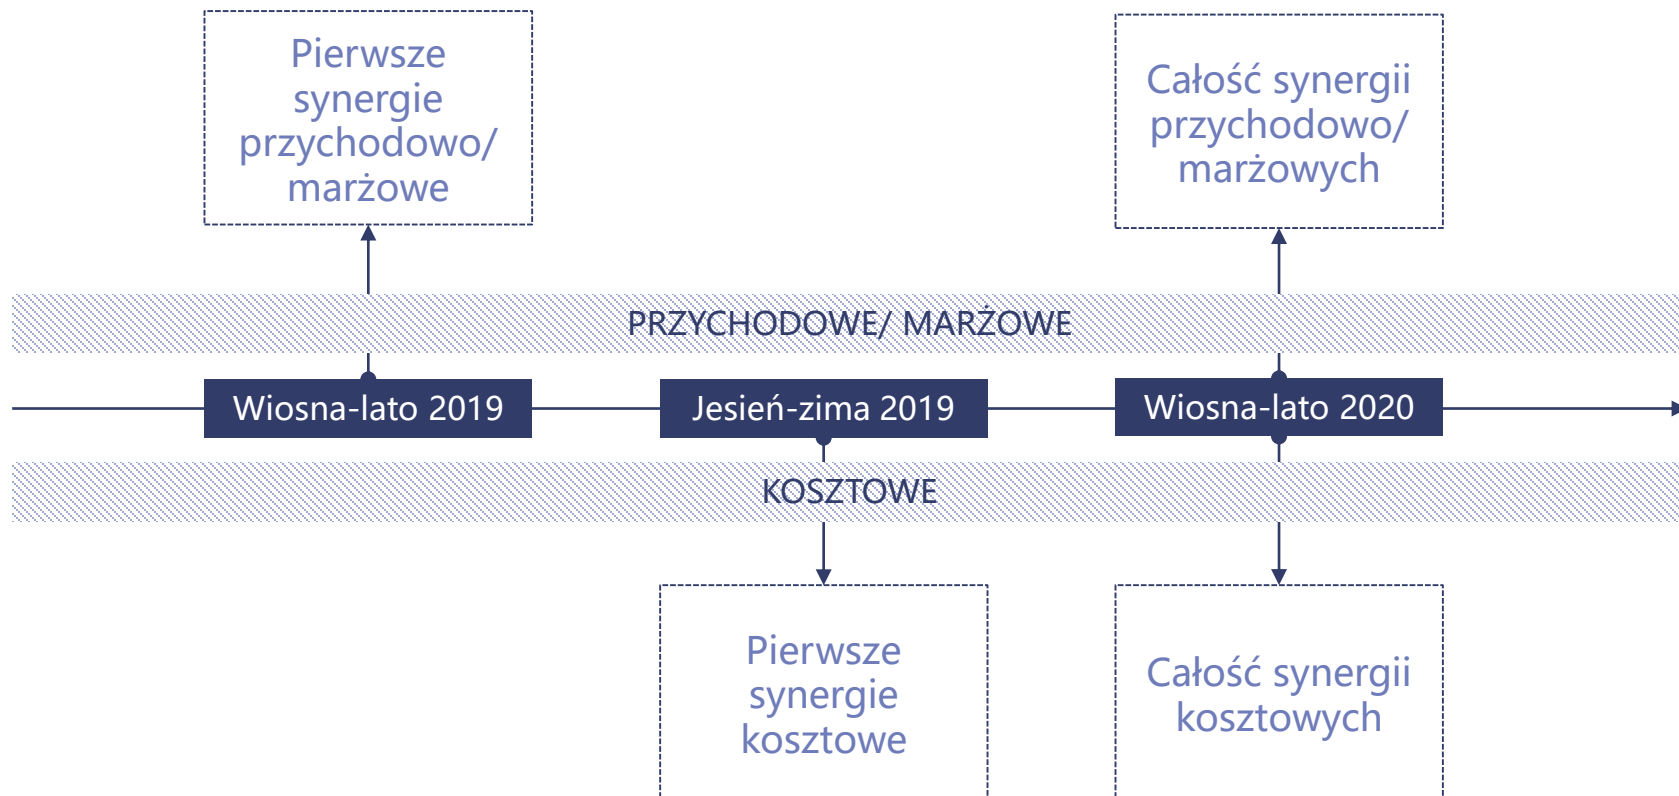 Pierwsze
synergie
przychodowo/
marżowe
Całość synergii
przychodowo/
marżowych
PRZYCHODOWE/ MARŻOWE
Wiosna-lato 2019
Jesień-zima 2019
Wiosna-lato 2020
KOSZTOWE
Pierwsze
synergie
kosztowe
Całość synergii
kosztowych